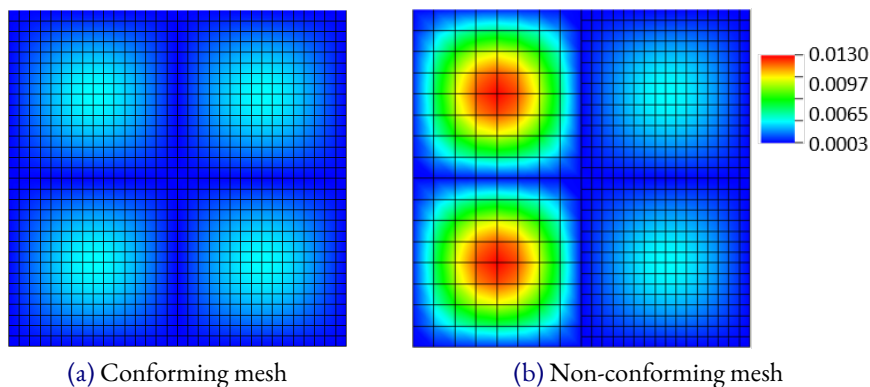 0.0130
0.0097
0.0065
0.0003
(a) Conforming mesh
(b) Non-conforming mesh